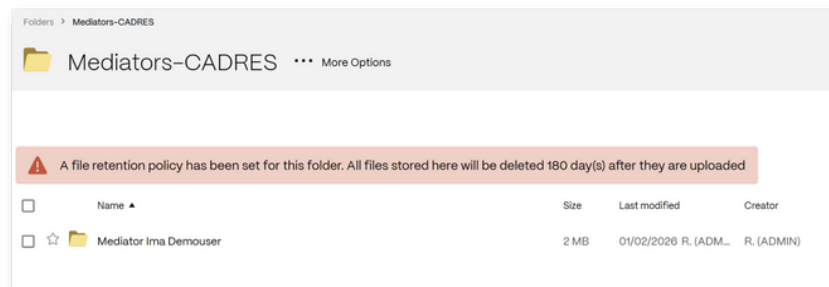 Folders > Mediators-CADRES
Mediators-CADRES ••• More Options
A file retention policy has been set for this folder. All files stored here will be deleted 180 day(s) after they are uploaded
Name ▲ Size Last modified Creator
Mediator Ima Demouser 2 MB 01/02/2026 R. (ADM... R. (ADMIN)